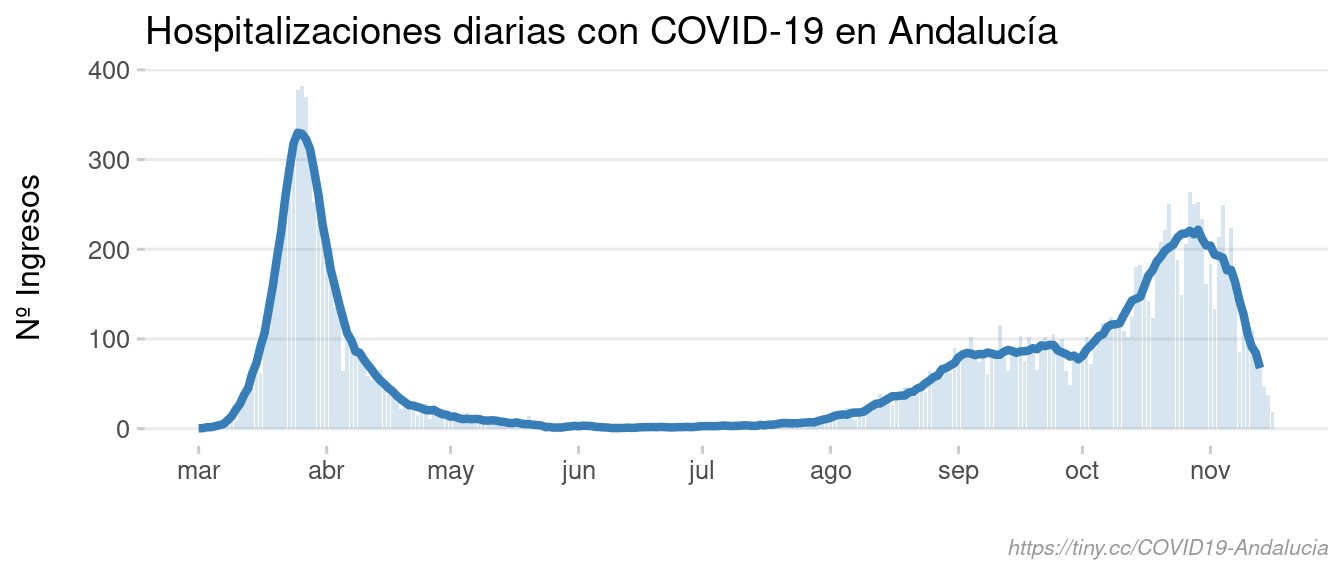 Hospitalizaciones diarias con COVID-19 en Andalucía
Nº Ingresos
400
300
200
100
0
mar abr may jun jul ago sep oct nov
https://tiny.cc/COVID19-Andalucia